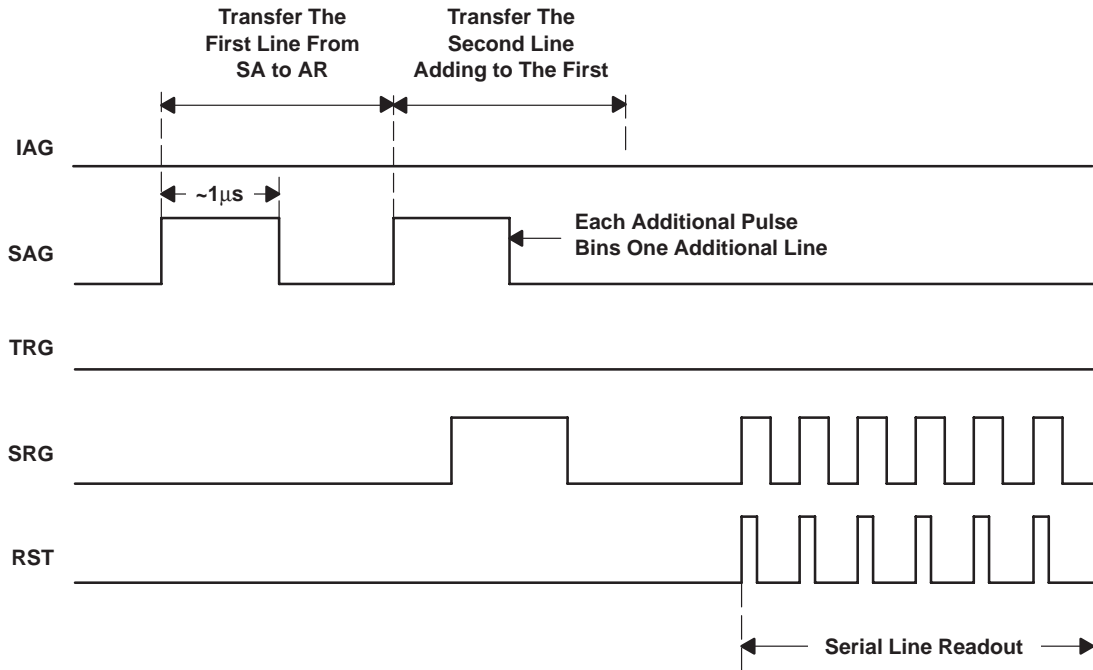 Transfer The
First Line From
SA to AR
Transfer The
Second Line
Adding to The First
IAG
~1μs
SAG
Each Additional Pulse
Bins One Additional Line
TRG
SRG
RST
Serial Line Readout